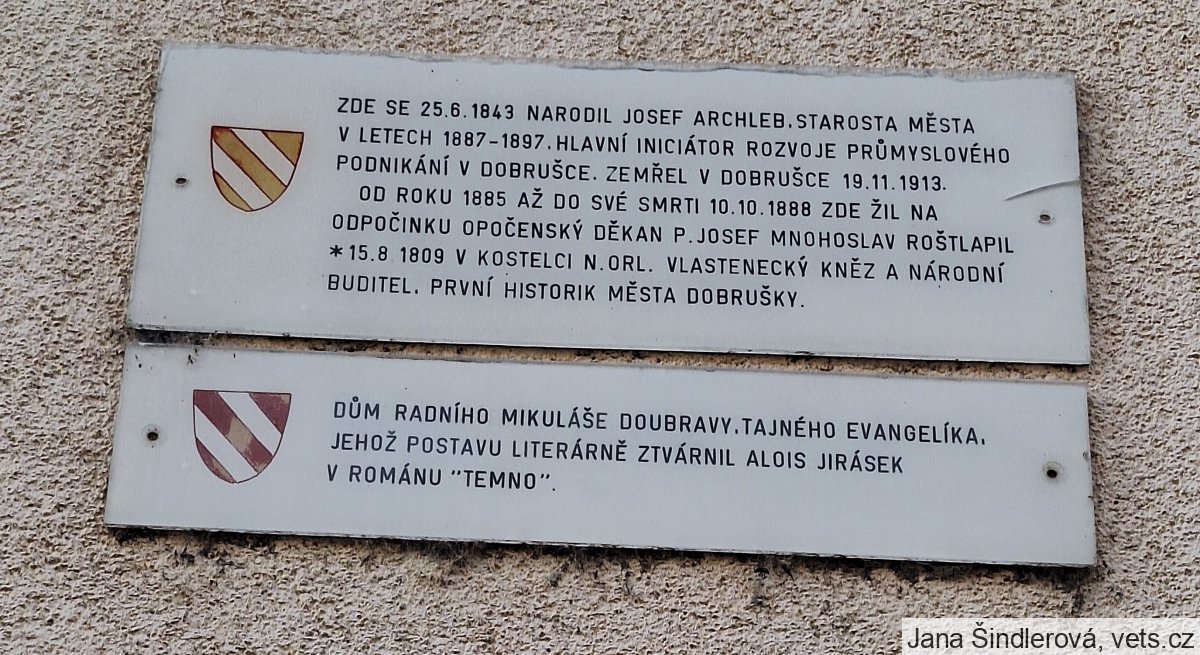 ZDE SE 25.6.1843 NARODIL JOSEF ARCHLEB, STAROSTA MĚSTA
V LETECH 1887-1897, HLAVNÍ INICIÁTOR ROZVOJE PRŮMYSLOVÉHO
PODNIKÁNÍ V DOBRUŠCE. ZEMŘEL V DOBRUŠCE 19.11.1913.
OD ROKU 1885 AŽ DO SVÉ SMRTI 10.10.1888 ZDE ŽIL NA
ODPOČINKU OPOČENSKÝ DĚKAN P. JOSEF MNOHOSLAV ROŠTLAPIL
*15.8 1809 V KOSTELCI N.ORL. VLASTENECKÝ KNĚZ A NÁRODNÍ
BUDITEL, PRVNÍ HISTORIK MĚSTA DOBRUŠKY.
DŮM RADNÍHO MIKULÁŠE DOUBRAVY, TAJNÉHO EVANGELÍKA,
JEHOŽ POSTAVU LITERÁRNĚ ZTVÁRNIL ALOIS JIRÁSEK
V ROMÁNU "TEMNO".
Jana Šindlerová, vets.cz